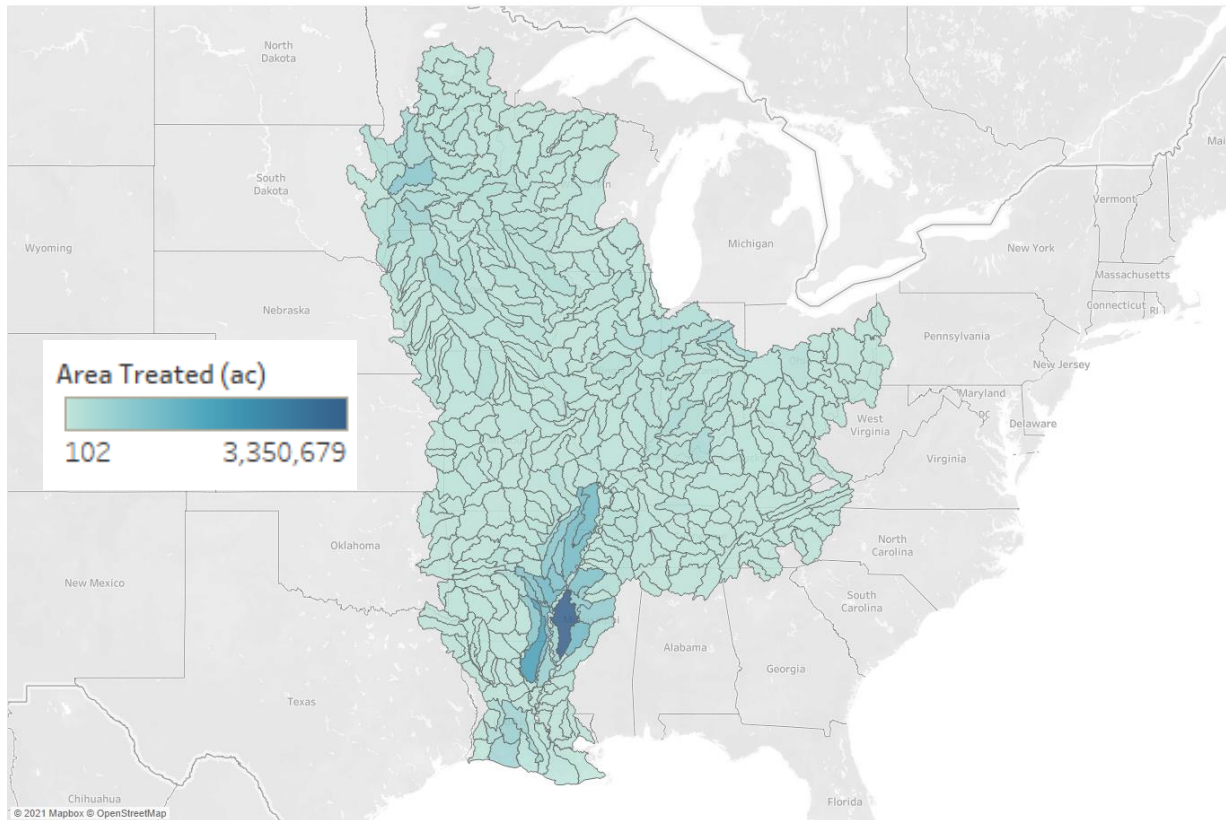 North
Dakota
South
Dakota
Wyoming
Nebraska
Michigan
Vermont
New York
Massachusetts
Connecticut
RI
Pennsylvania
New Jersey
Maryland
DC
Delaware
West
Virginia
Virginia
Area Treated (ac)
102
3,350,679
Oklahoma
New Mexico
North
Carolina
South
Carolina
Alabama
Georgia
Texas
Chihuahua
Florida
© 2021 Mapbox © OpenStreetMap